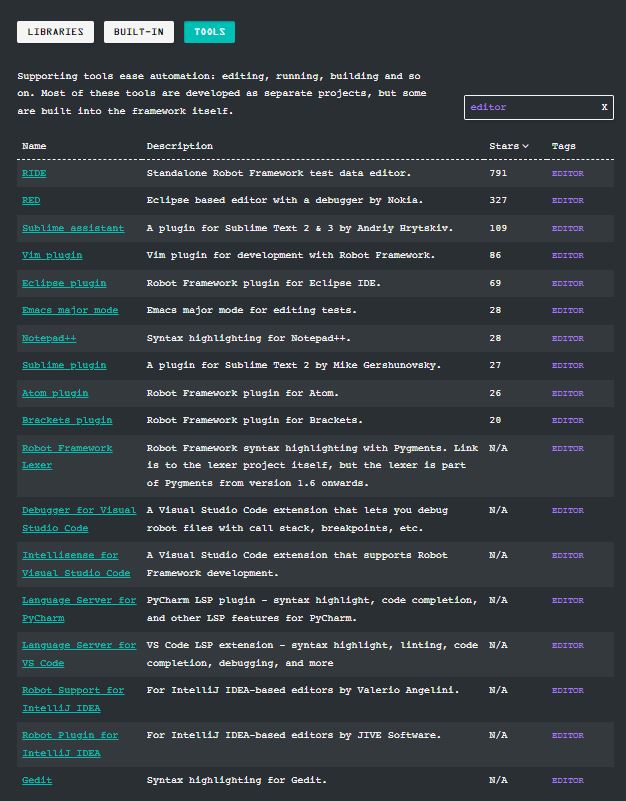 LIBRARIES BUILT-IN TOOLS
Supporting tools ease automation: editing, running, building and so
on. Most of these tools are developed as separate projects, but some
are built into the framework itself.
editor X
Name Description Stars Tags
RIDE Standalone Robot Framework test data editor. 791 EDITOR
RED Eclipse based editor with a debugger by Nokia. 327 EDITOR
Sublime assistant A plugin for Sublime Text 2 & 3 by Andriy Hrytskiv. 109 EDITOR
Vim plugin Vim plugin for development with Robot Framework. 86 EDITOR
Eclipse plugin Robot Framework plugin for Eclipse IDE. 69 EDITOR
Emacs major mode Emacs major mode for editing tests. 28 EDITOR
Notepad++ Syntax highlighting for Notepad++. 28 EDITOR
Sublime plugin A plugin for Sublime Text 2 by Mike Gershunovsky. 27 EDITOR
Atom plugin Robot Framework plugin for Atom. 26 EDITOR
Brackets plugin Robot Framework plugin for Brackets. 20 EDITOR
Robot Framework Robot Framework syntax highlighting with Pygments. Link N/A EDITOR
Lexer is to the lexer project itself, but the lexer is part
of Pygments from version 1.6 onwards.
Debugger for Visual A Visual Studio Code extension that lets you debug N/A EDITOR
Studio Code robot files with call stack, breakpoints, etc.
Intellisense for A Visual Studio Code extension that supports Robot N/A EDITOR
Visual Studio Code Framework development.
Language Server for PyCharm LSP plugin - syntax highlight, code completion, N/A EDITOR
PyCharm and other LSP features for PyCharm.
Language Server for VS Code LSP extension - syntax highlight, linting, code N/A EDITOR
VS Code completion, debugging, and more
Robot Support for For IntelliJ IDEA-based editors by Valerio Angelini. N/A EDITOR
IntelliJ IDEA
Robot Plugin for For IntelliJ IDEA-based editors by JIVE Software. N/A EDITOR
IntelliJ IDEA
Gedit Syntax highlighting for Gedit. N/A EDITOR